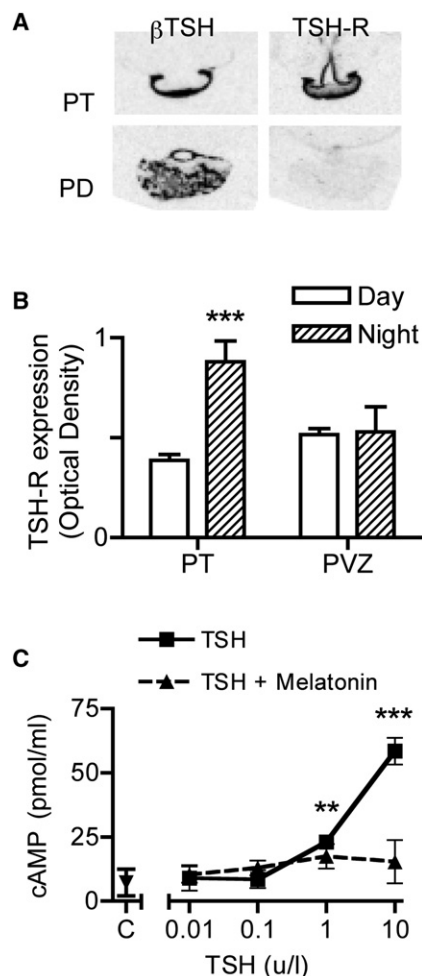 A
βTSH TSH-R
PT
PD
B
Day
Night
***
1
0
TSH-R expression
(Optical Density)
PT PVZ
C
TSH
TSH + Melatonin
75
50
25
0
cAMP (pmol/ml)
***
**
C 0.01 0.1 1 10
TSH (u/l)